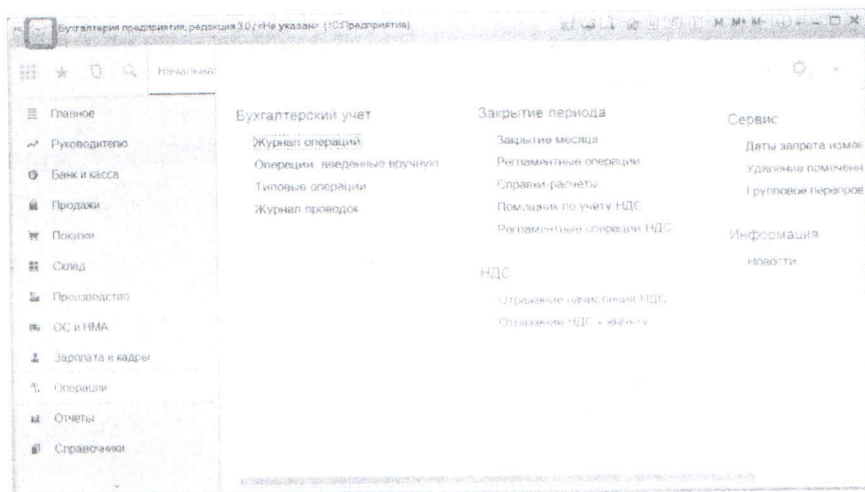 Бухгалтерия предприятия, редакция 3.0 / «Не указан» (1С:Предприятие)
M M+ M-
Начальная
Главное
Руководителю
Банк и касса
Продажи
Покупки
Склад
Производство
ОС и НМА
Зарплата и кадры
Операции
Отчеты
Справочники
Бухгалтерский учет
Журнал операций
Операции, введенные вручную
Типовые операции
Журнал проводок
Закрытие периода
Закрытие месяца
Регламентные операции
Справки-расчеты
Помощник по учету НДС
Регламентные операции НДС
НДС
Отражение начисления НДС
Отражение НДС к вычету
Сервис
Даты запрета измен
Удаление помеченн
Групповое перепров
Информация
Новости